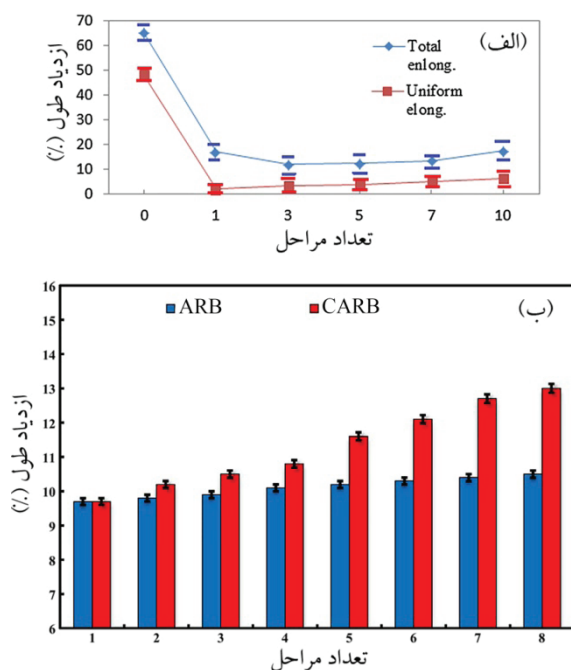 (الف)
Total
enlong.
Uniform
elong.
ازدیاد طول (٪)
70
60
50
40
30
20
10
0
0 1 3 5 7 10
تعداد مراحل
(ب)
ARB CARB
ازدیاد طول (٪)
16
15
14
13
12
11
10
9
8
7
6
1 2 3 4 5 6 7 8
تعداد مراحل